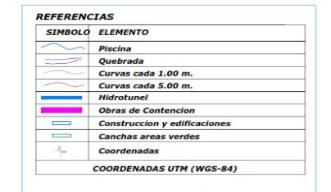 REFERENCIAS
SIMBOLO ELEMENTO
Piscina
Quebrada
Curvas cada 1.00 m.
Curvas cada 5.00 m.
Hidrotunel
Obras de Contencion
Construccion y edificaciones
Canchas areas verdes
Coordenadas
COORDENADAS UTM (WGS-84)